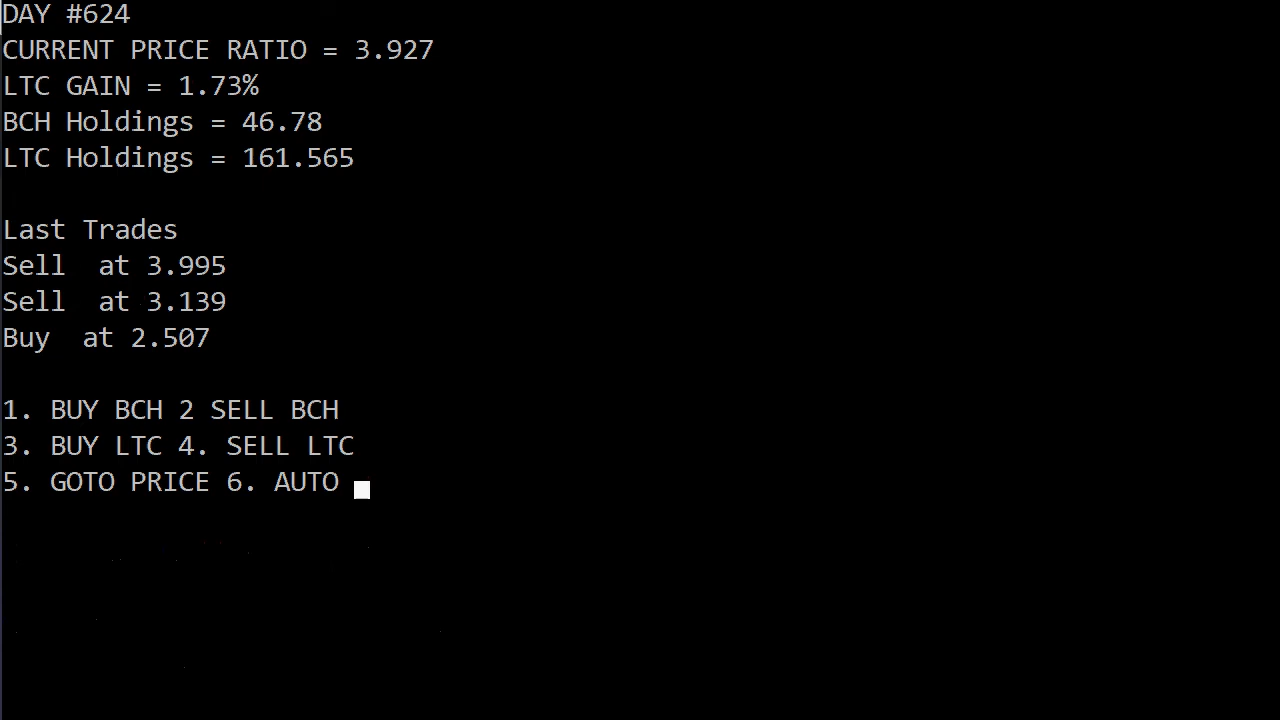 DAY #624
CURRENT PRICE RATIO = 3.927
LTC GAIN = 1.73%
BCH Holdings = 46.78
LTC Holdings = 161.565
Last Trades
Sell  at 3.995
Sell  at 3.139
Buy  at 2.507
1. BUY BCH 2 SELL BCH
3. BUY LTC 4. SELL LTC
5. GOTO PRICE 6. AUTO